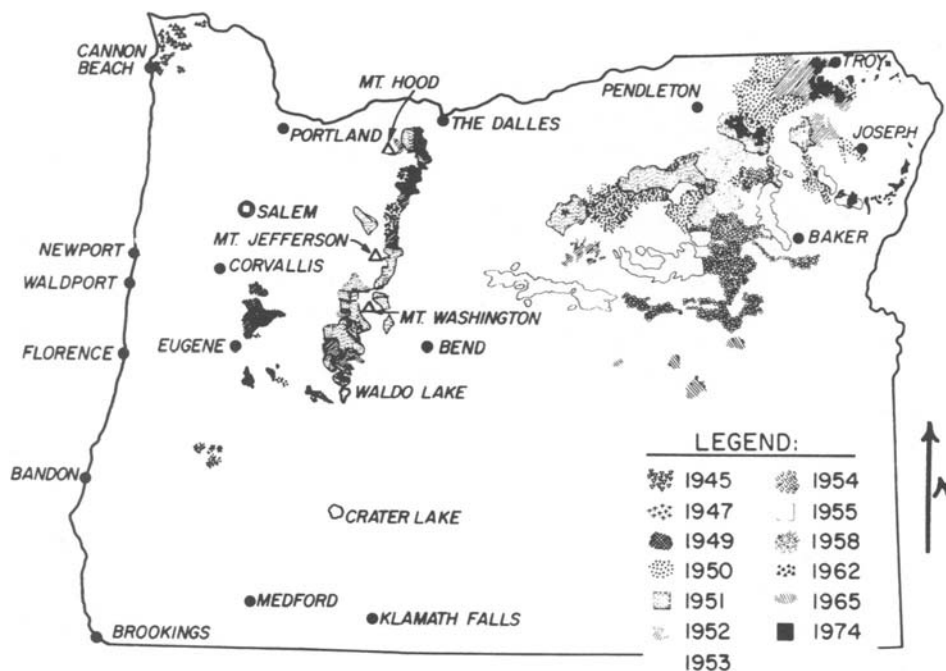 CANNON
BEACH
MT. HOOD
TROY
PENDLETON
PORTLAND
THE DALLES
JOSEPH
SALEM
MT. JEFFERSON
BAKER
NEWPORT
CORVALLIS
WALDPORT
MT. WASHINGTON
FLORENCE
EUGENE
BEND
WALDO LAKE
LEGEND:
1945
1954
BANDON
1947
1955
1949
1958
CRATER LAKE
1950
1962
1951
1965
MEDFORD
1952
1974
KLAMATH FALLS
BROOKINGS
1953
N